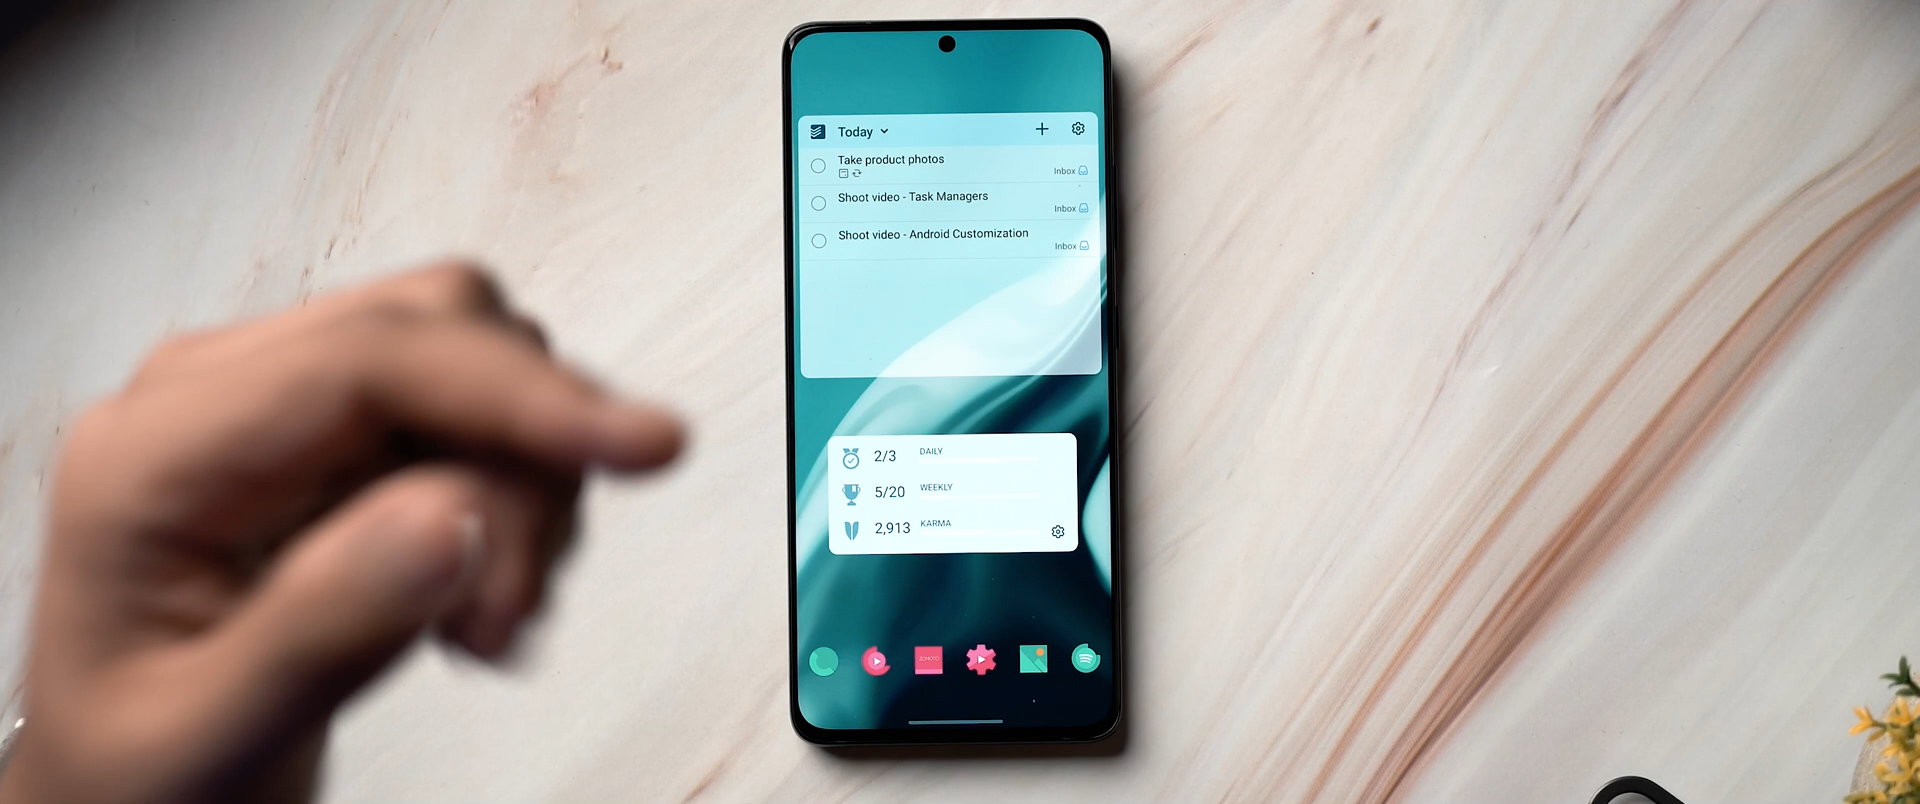 Today
Take product photos
Inbox
Shoot video - Task Managers
Inbox
Shoot video - Android Customization
Inbox
2/3 DAILY
5/20 WEEKLY
2,913 KARMA
ZOMATO